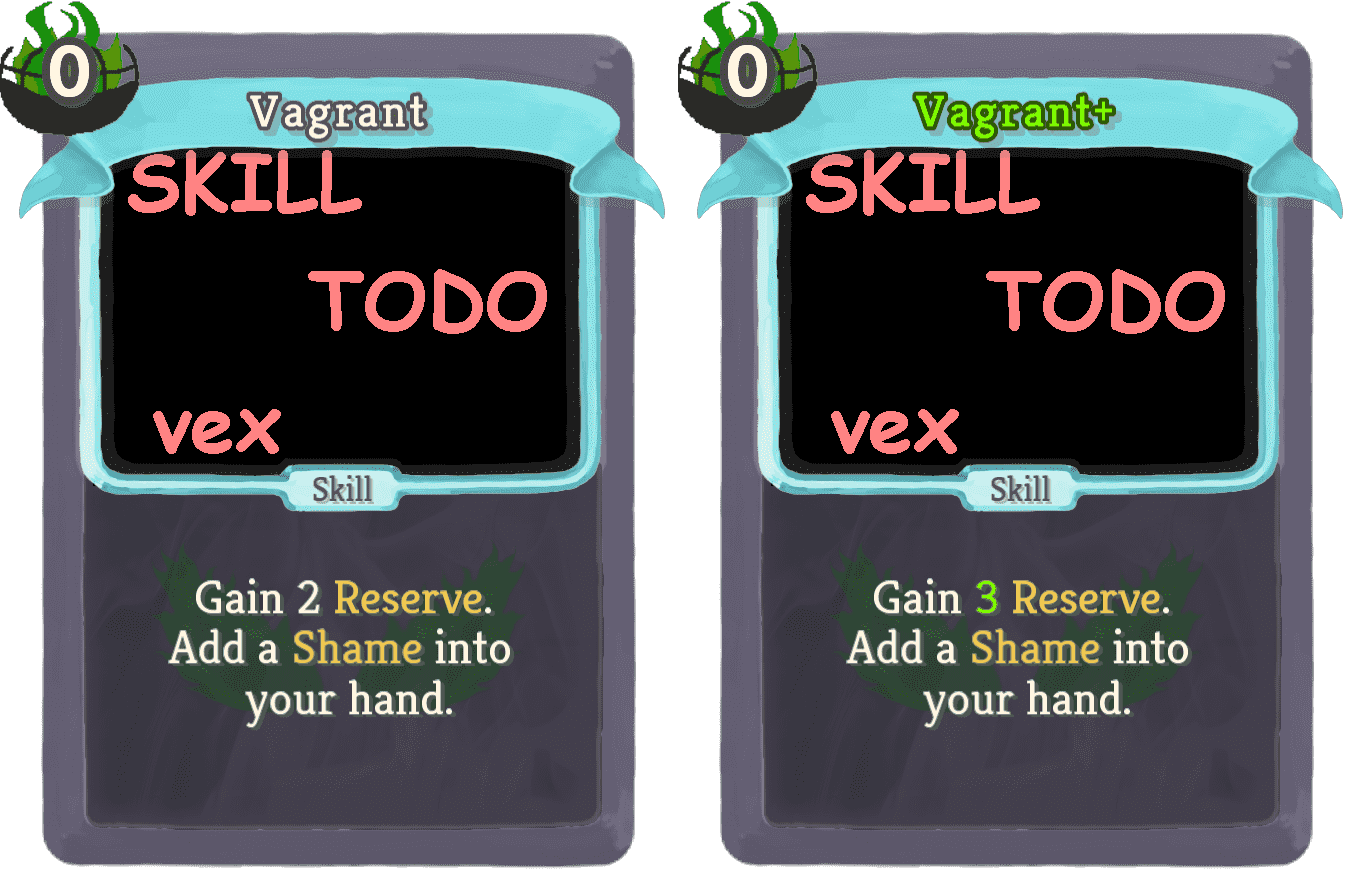 0
Vagrant
SKILL
TODO
vex
Skill
Gain 2 Reserve.
Add a Shame into
your hand.
0
Vagrant+
SKILL
TODO
vex
Skill
Gain 3 Reserve.
Add a Shame into
your hand.